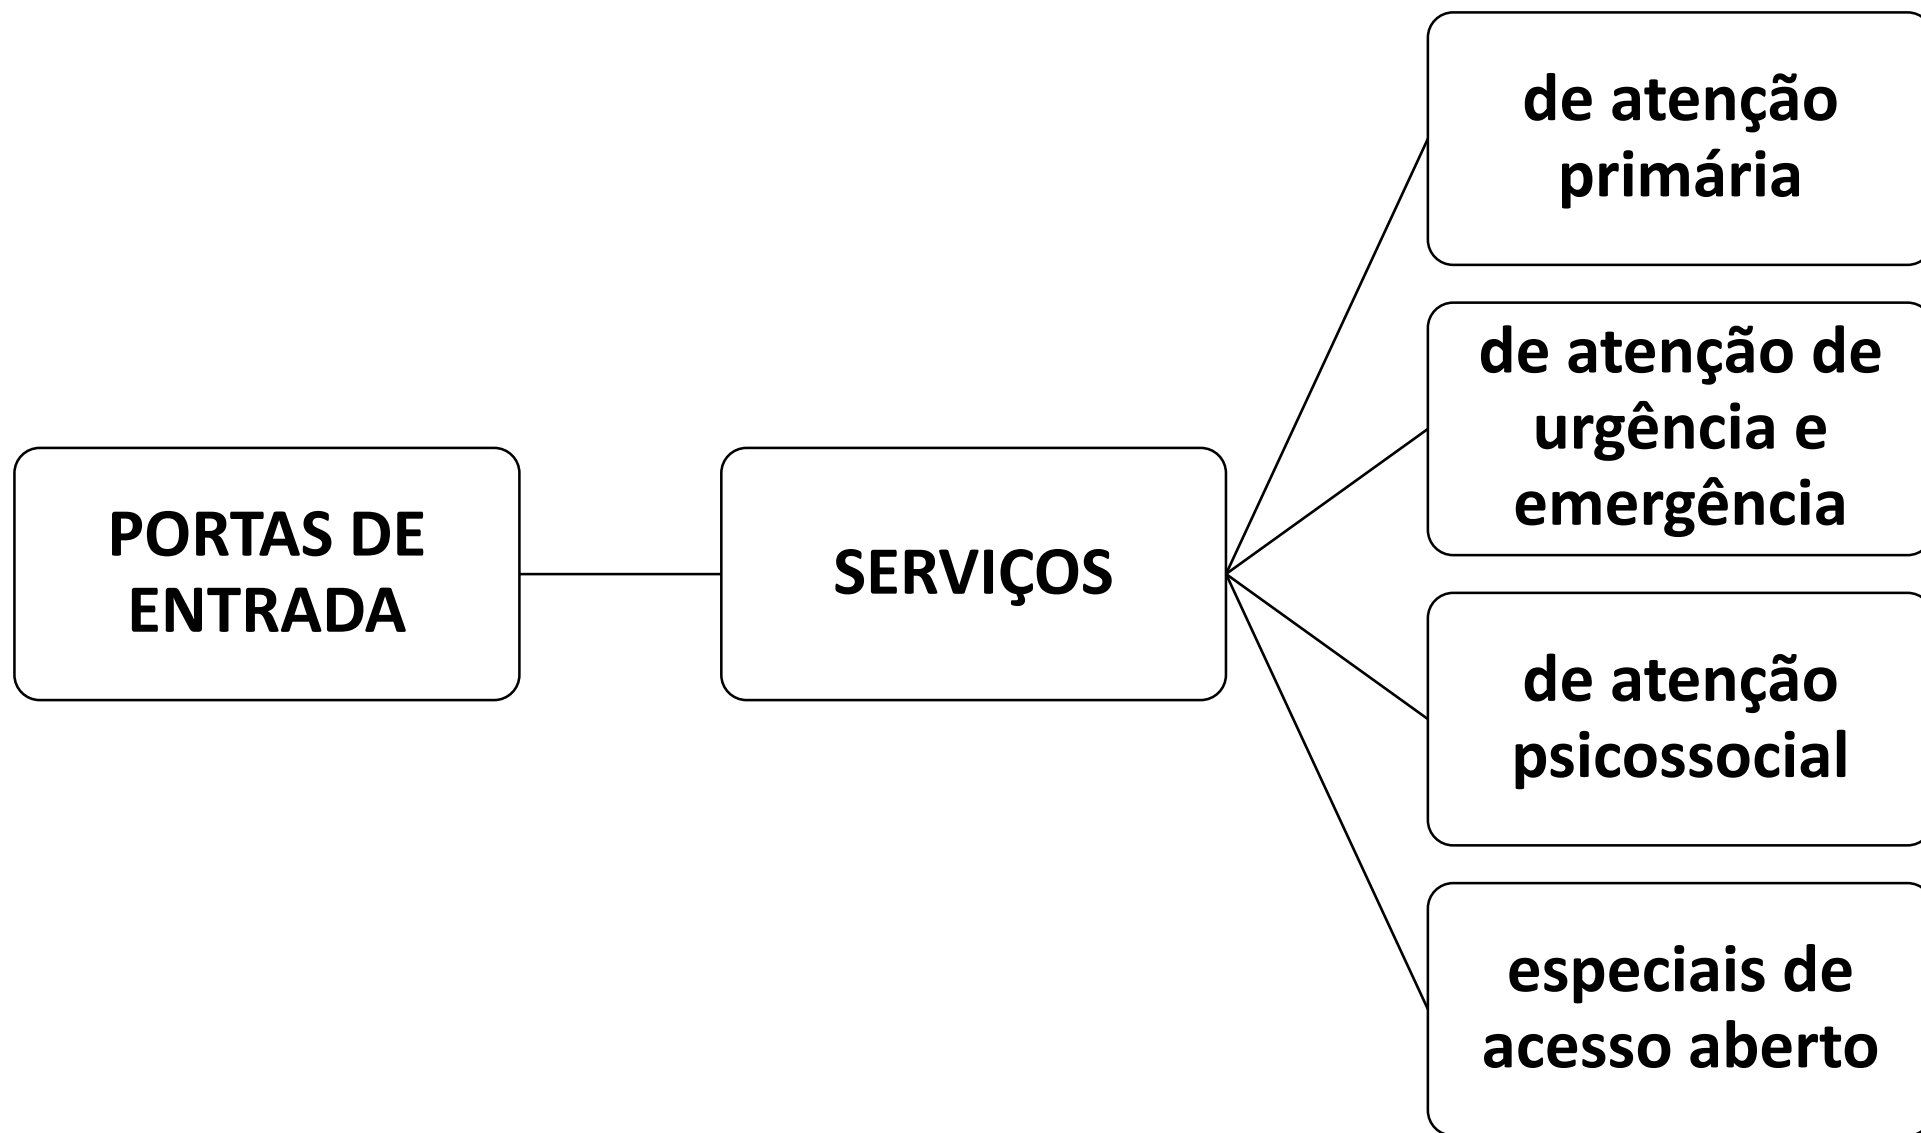 PORTAS DE
ENTRADA
SERVIÇOS
de atenção
primária
de atenção de
urgência e
emergência
de atenção
psicossocial
especiais de
acesso aberto